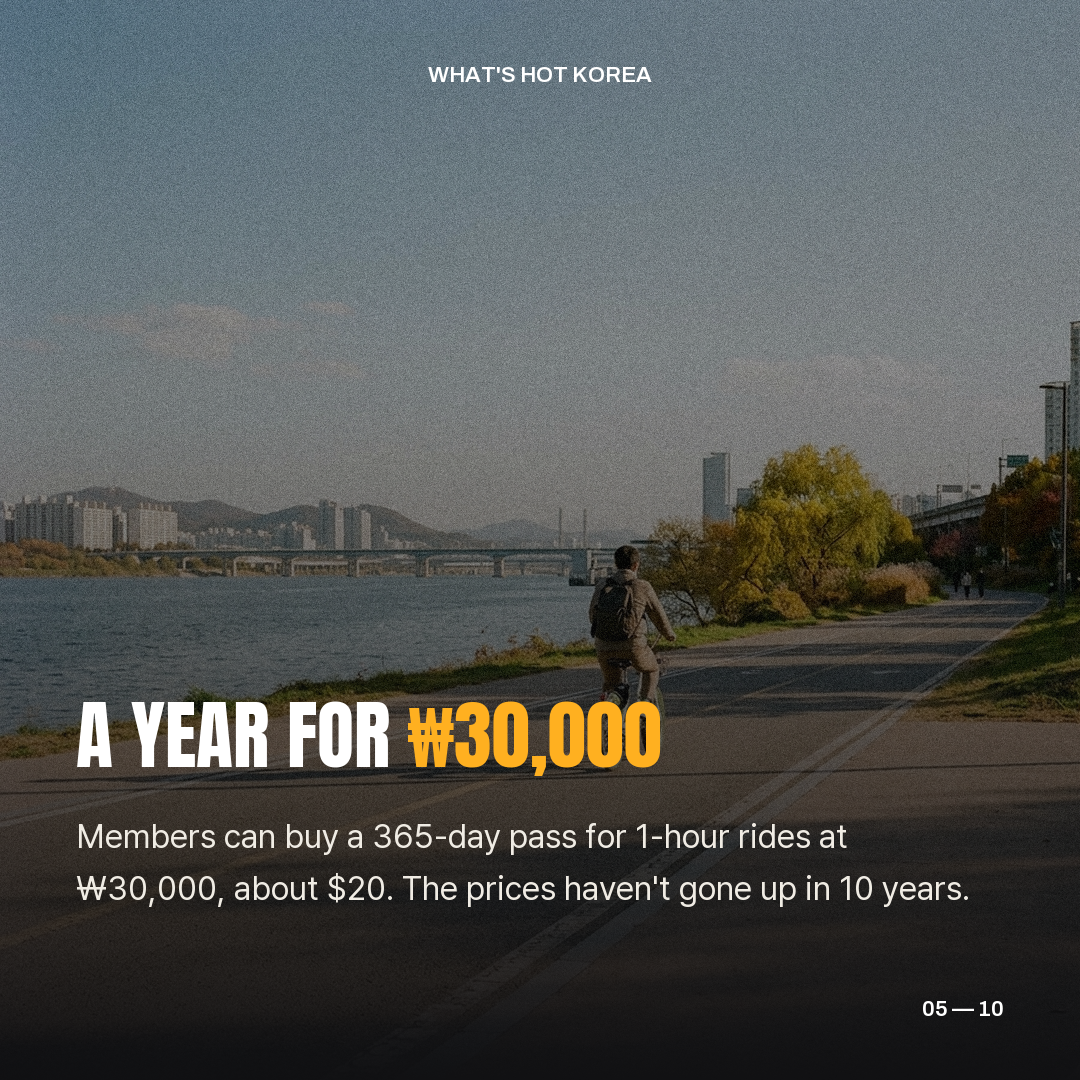 WHAT'S HOT KOREA
A YEAR FOR ₩30,000
Members can buy a 365-day pass for 1-hour rides at
₩30,000, about $20. The prices haven't gone up in 10 years.
05 — 10